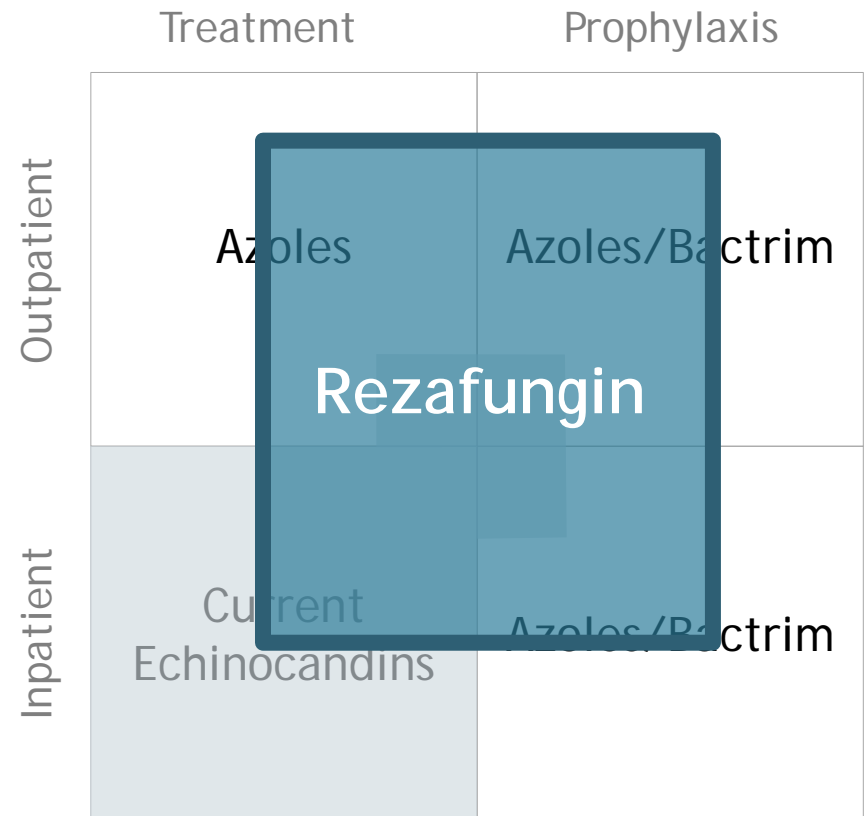 Treatment Prophylaxis
Outpatient
Azoles Azoles/Bactrim
Rezafungin
Inpatient
Current
Echinocandins
Azoles/Bactrim